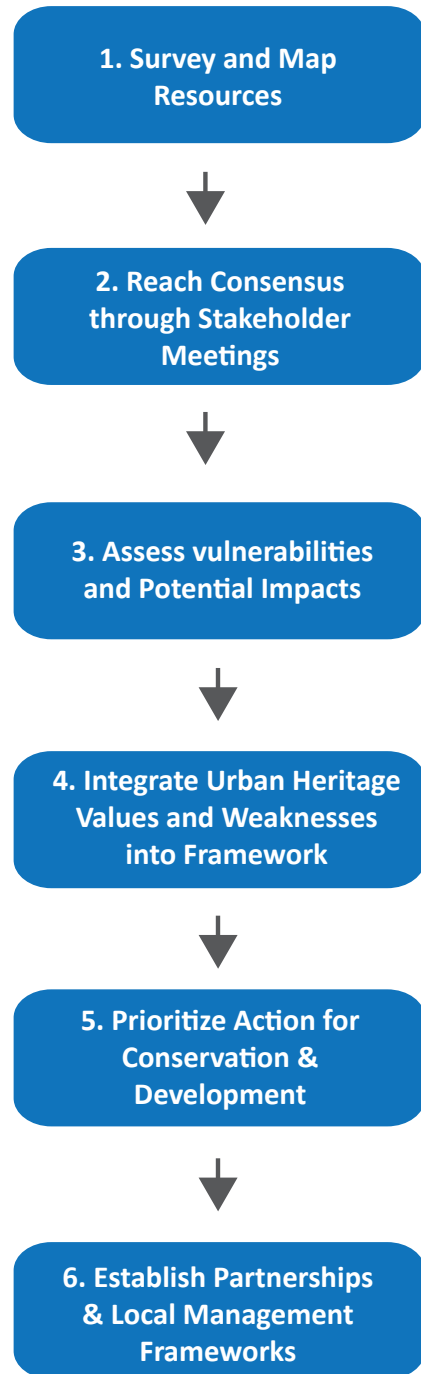 1. Survey and Map
Resources
2. Reach Consensus
through Stakeholder
Meetings
3. Assess vulnerabilities
and Potential Impacts
4. Integrate Urban Heritage
Values and Weaknesses
into Framework
5. Prioritize Action for
Conservation &
Development
6. Establish Partnerships
& Local Management
Frameworks